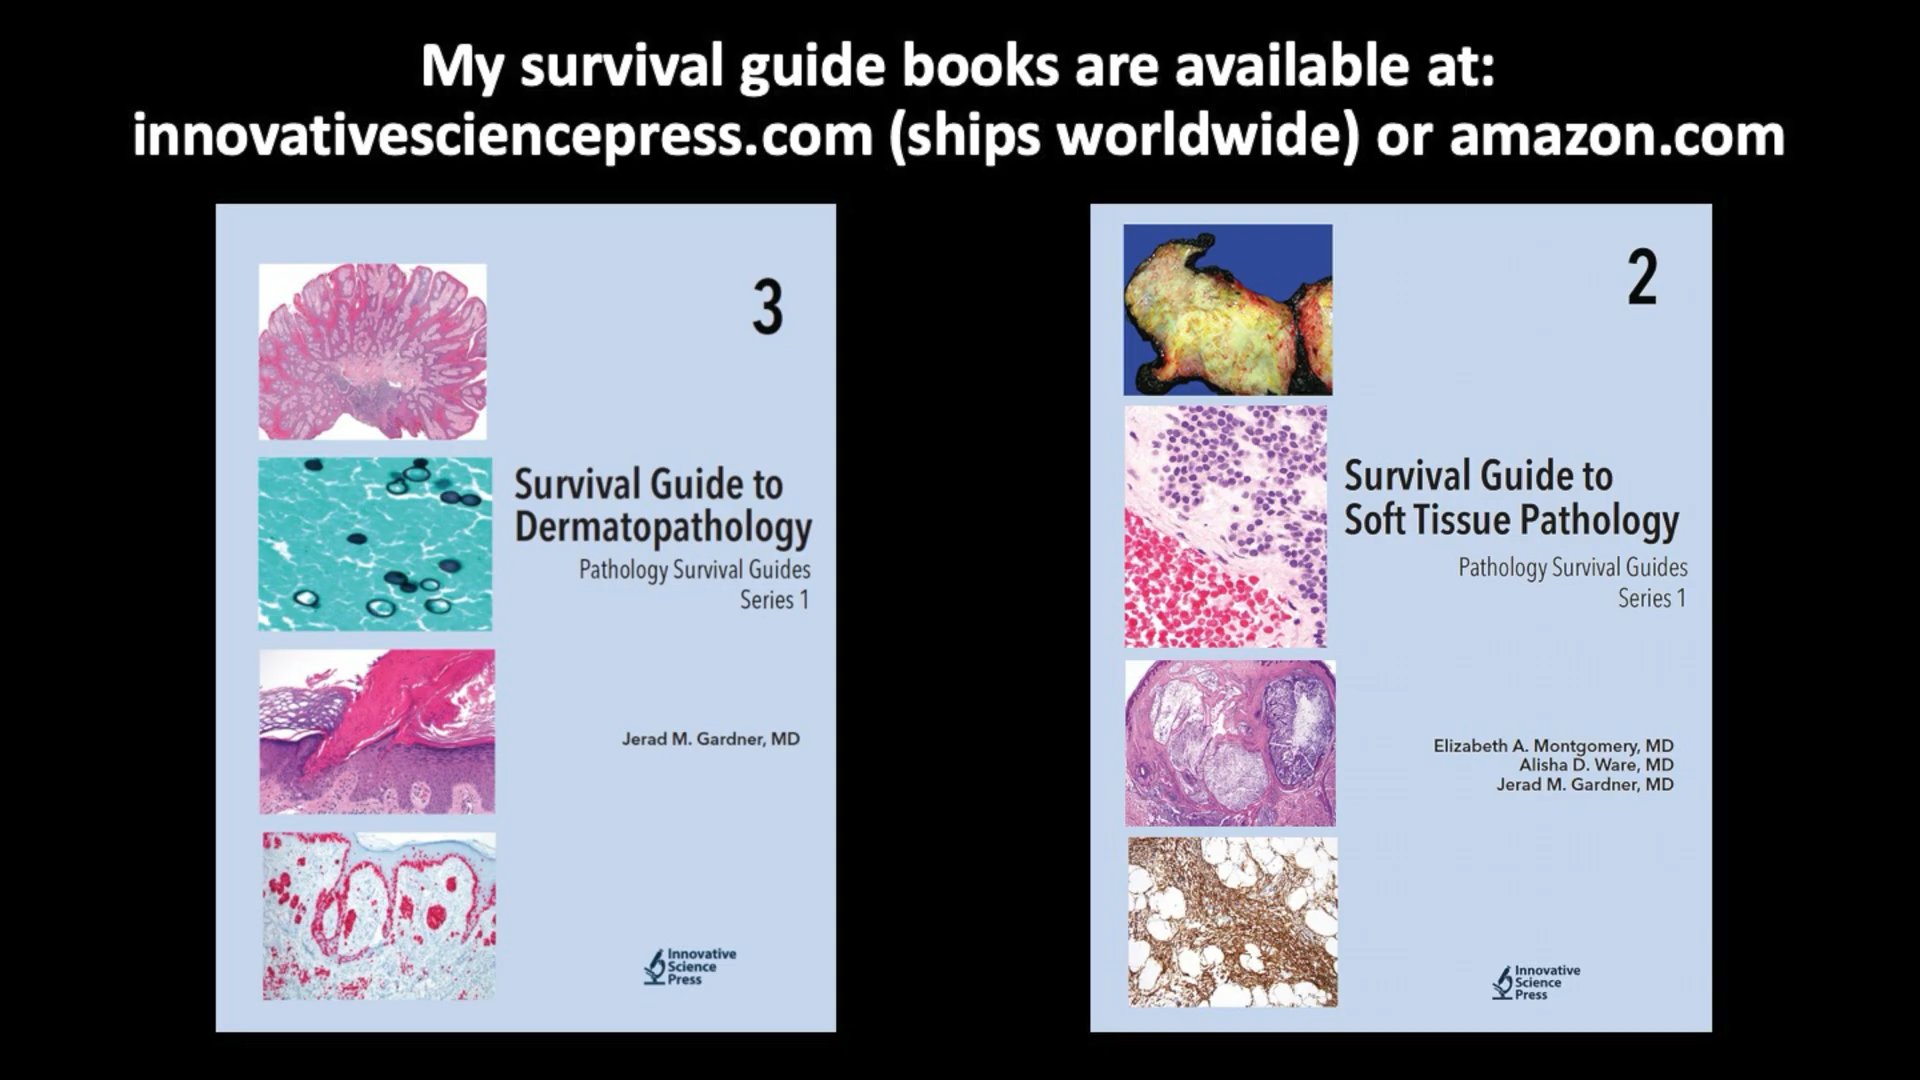 My survival guide books are available at:
innovativesciencepress.com (ships worldwide) or amazon.com
3
Survival Guide to
Dermatopathology
Pathology Survival Guides
Series 1
Jerad M. Gardner, MD
Innovative
Science
Press
2
Survival Guide to
Soft Tissue Pathology
Pathology Survival Guides
Series 1
Elizabeth A. Montgomery, MD
Alisha D. Ware, MD
Jerad M. Gardner, MD
Innovative
Science
Press